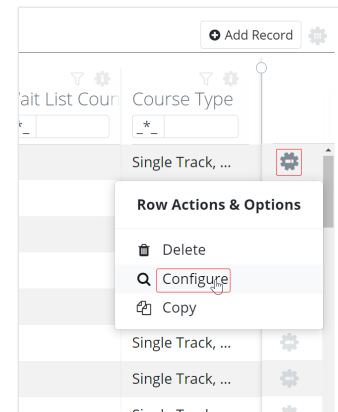 Add Record
ait List Coun Course Type
*_ _*_
Single Track, ...
Row Actions & Options
Delete
Configure
Copy
Single Track, ...
Single Track, ...